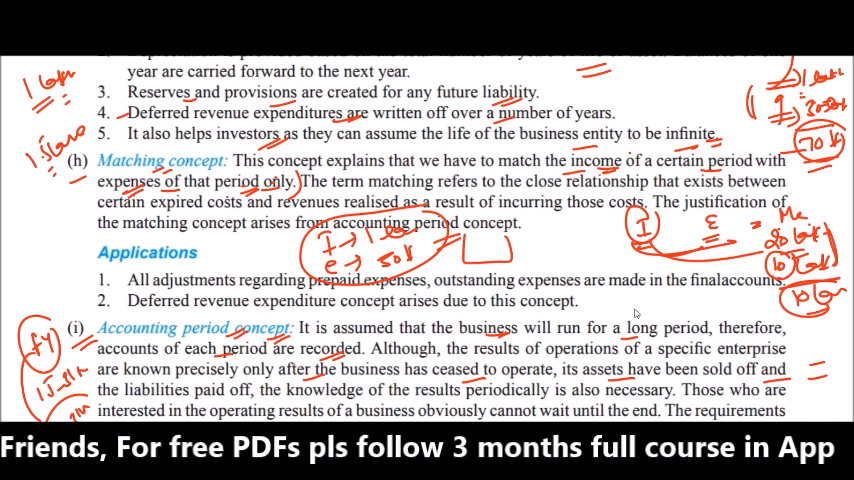 year are carried forward to the next year.
3. Reserves and provisions are created for any future liability.
4. Deferred revenue expenditures are written off over a number of years.
5. It also helps investors as they can assume the life of the business entity to be infinite.
(h) Matching concept: This concept explains that we have to match the income of a certain period with
expenses of that period only. The term matching refers to the close relationship that exists between
certain expired costs and revenues realised as a result of incurring those costs. The justification of
the matching concept arises from accounting period concept.
Applications
1. All adjustments regarding prepaid expenses, outstanding expenses are made in the finalaccounts.
2. Deferred revenue expenditure concept arises due to this concept.
(i) Accounting period concept: It is assumed that the business will run for a long period, therefore,
accounts of each period are recorded. Although, the results of operations of a specific enterprise
are known precisely only after the business has ceased to operate, its assets have been sold off and
the liabilities paid off, the knowledge of the results periodically is also necessary. Those who are
interested in the operating results of a business obviously cannot wait until the end. The requirements
Friends, For free PDFs pls follow 3 months full course in App